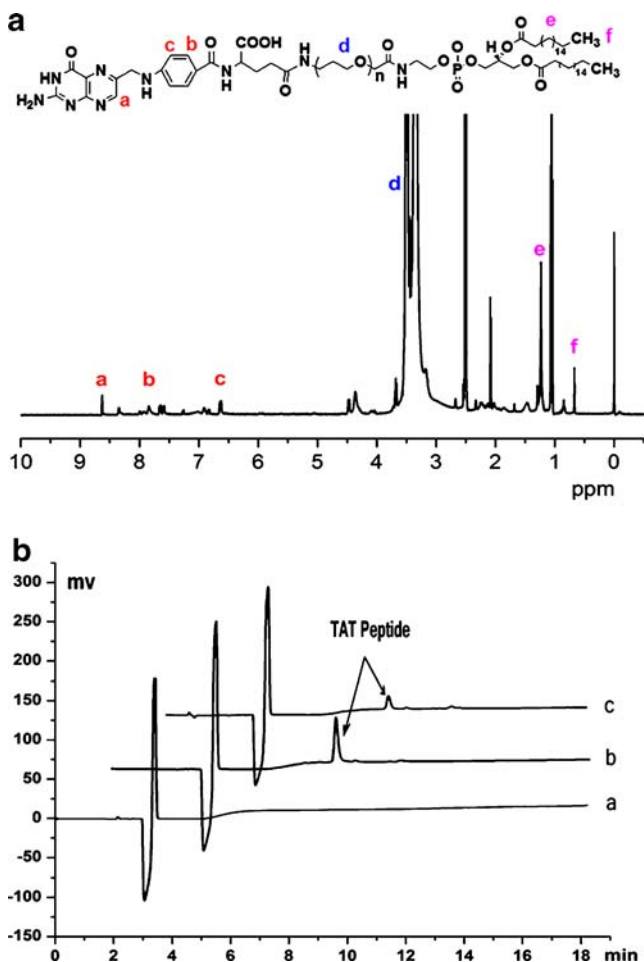 a
O
HN
H₂N
N
N
N
a
N
H
c
b
O
N
H
COOH
O
H
N
d
O
n
O
N
H
O
O
P
O
O
O
H
O
e
14
CH₃
f
O
O
14
CH₃
d
e
f
a
b
c
10 9 8 7 6 5 4 3 2 1 0
ppm
b
mv
300
250
200
150
100
50
0
-50
-100
-150
TAT Peptide
c
b
a
0 2 4 6 8 10 12 14 16 18 min